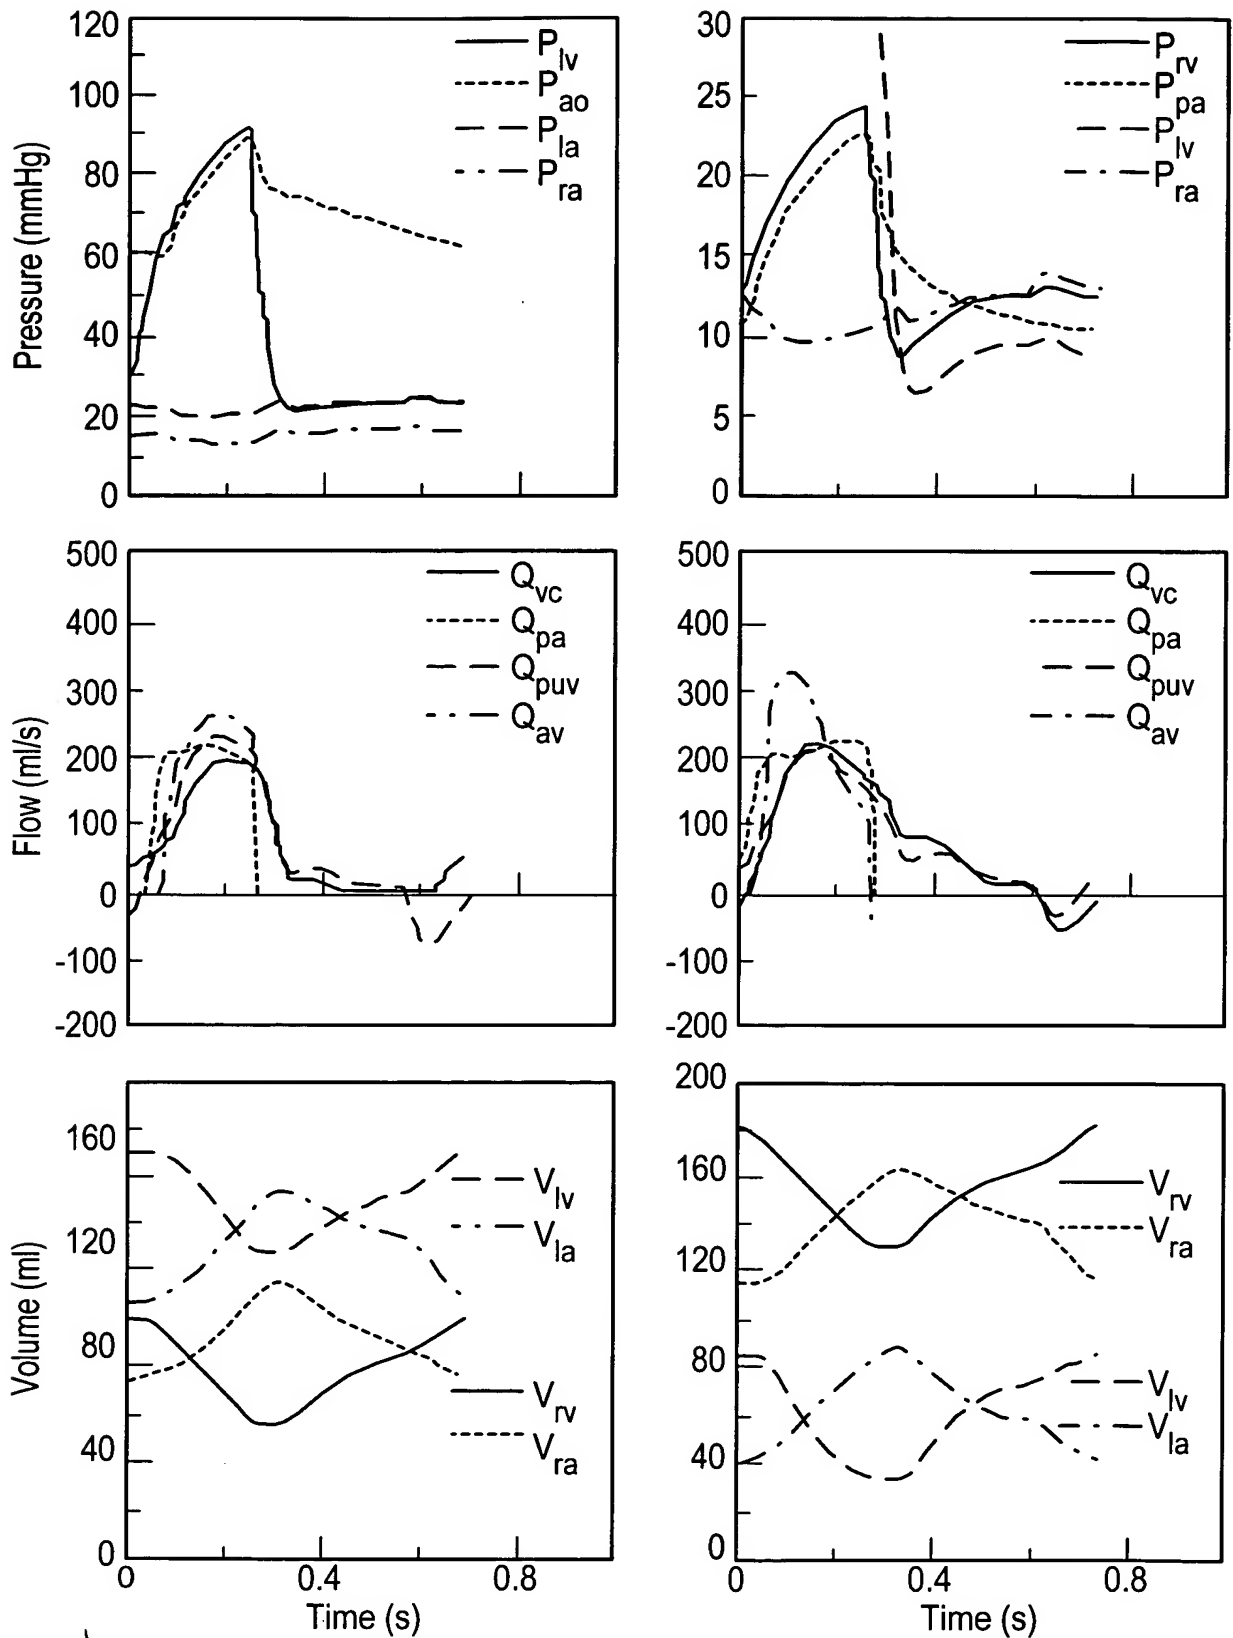 120
100
80
60
40
20
0
Pressure (mmHg)
P_lv
P_ao
P_la
P_ra
30
25
20
15
10
5
0
P_rv
P_pa
P_lv
P_ra
500
400
300
200
100
0
-100
-200
Flow (ml/s)
Q_vc
Q_pa
Q_puv
Q_av
500
400
300
200
100
0
-100
-200
Q_vc
Q_pa
Q_puv
Q_av
160
120
80
40
0
Volume (ml)
V_lv
V_la
V_rv
V_ra
0 0.4 0.8
Time (s)
200
160
120
80
40
0
V_rv
V_ra
V_lv
V_la
0 0.4 0.8
Time (s)